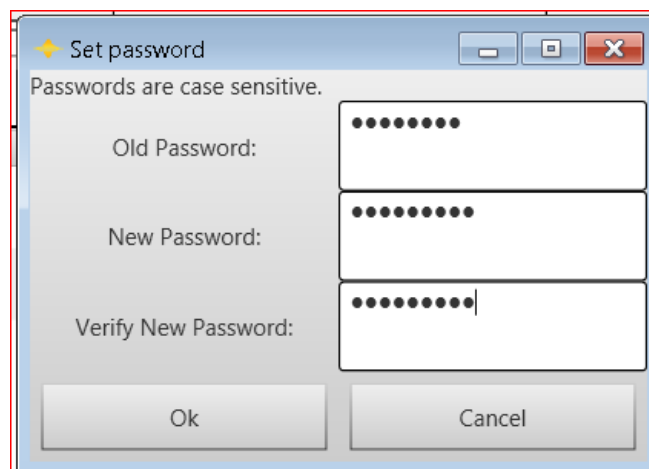 Set password
Passwords are case sensitive.
Old Password:
●●●●●●●●
New Password:
●●●●●●●●●
Verify New Password:
●●●●●●●●●
Ok
Cancel